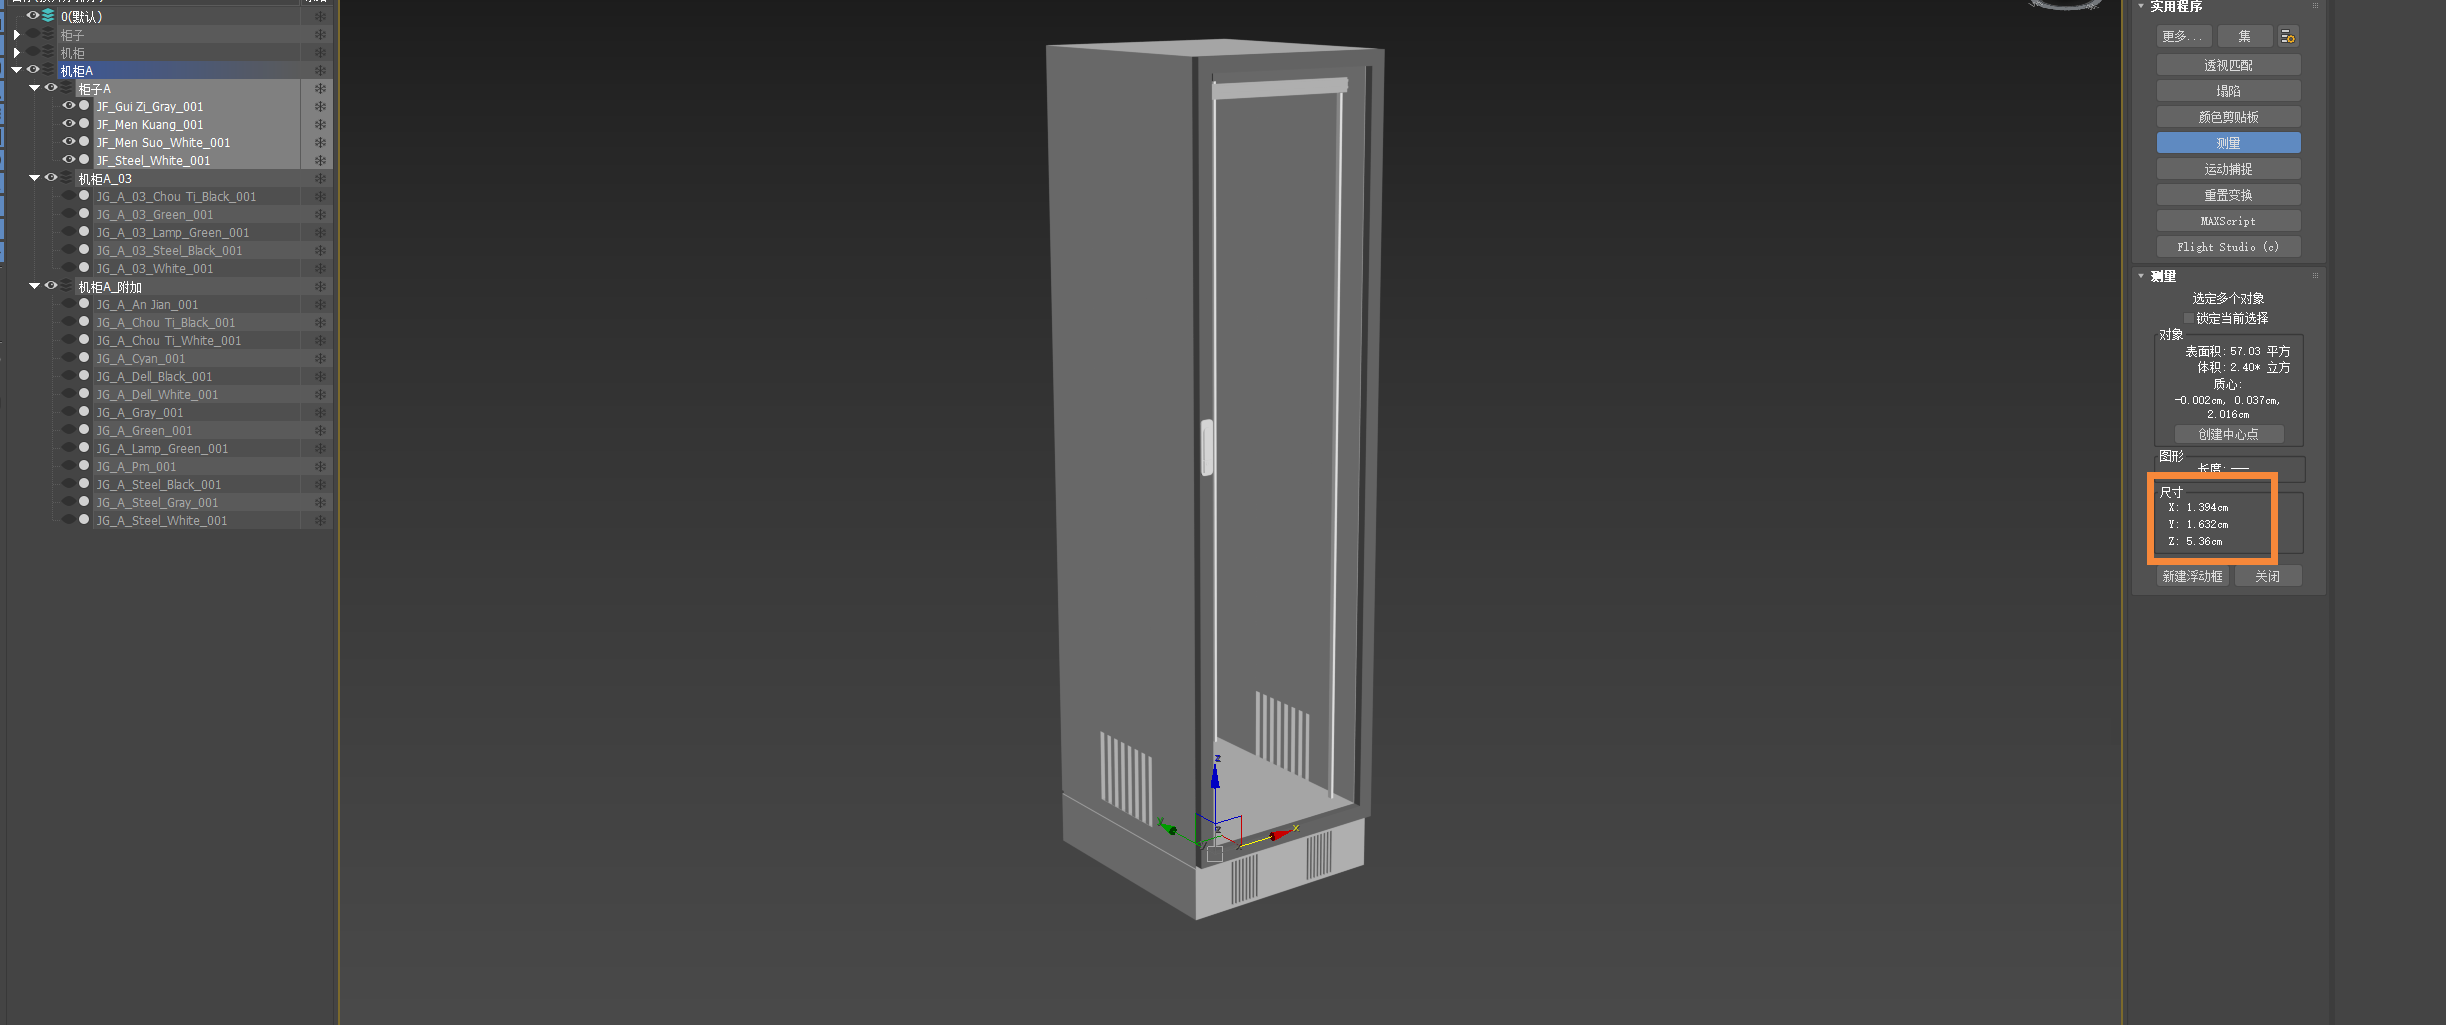 0(默认)
柜子
机柜
机柜A
柜子A
JF_Gui Zi_Gray_001
JF_Men Kuang_001
JF_Men Suo_White_001
JF_Steel_White_001
机柜A_03
JG_A_03_Chou Ti_Black_001
JG_A_03_Green_001
JG_A_03_Lamp_Green_001
JG_A_03_Steel_Black_001
JG_A_03_White_001
机柜A_附加
JG_A_An Jian_001
JG_A_Chou Ti_Black_001
JG_A_Chou Ti_White_001
JG_A_Cyan_001
JG_A_Dell_Black_001
JG_A_Dell_White_001
JG_A_Gray_001
JG_A_Green_001
JG_A_Lamp_Green_001
JG_A_Pm_001
JG_A_Steel_Black_001
JG_A_Steel_Gray_001
JG_A_Steel_White_001
z
y
x
z
实用程序
更多... 集
透视匹配
塌陷
颜色剪贴板
测量
运动捕捉
重置变换
MAXScript
Flight Studio (c)
测量
选定多个对象
锁定当前选择
对象
表面积: 57.03 平方
体积: 2.40* 立方
质心:
-0.002cm, 0.037cm,
2.016cm
创建中心点
图形
长度: ——
尺寸
X: 1.394cm
Y: 1.632cm
Z: 5.36cm
新建浮动框 关闭